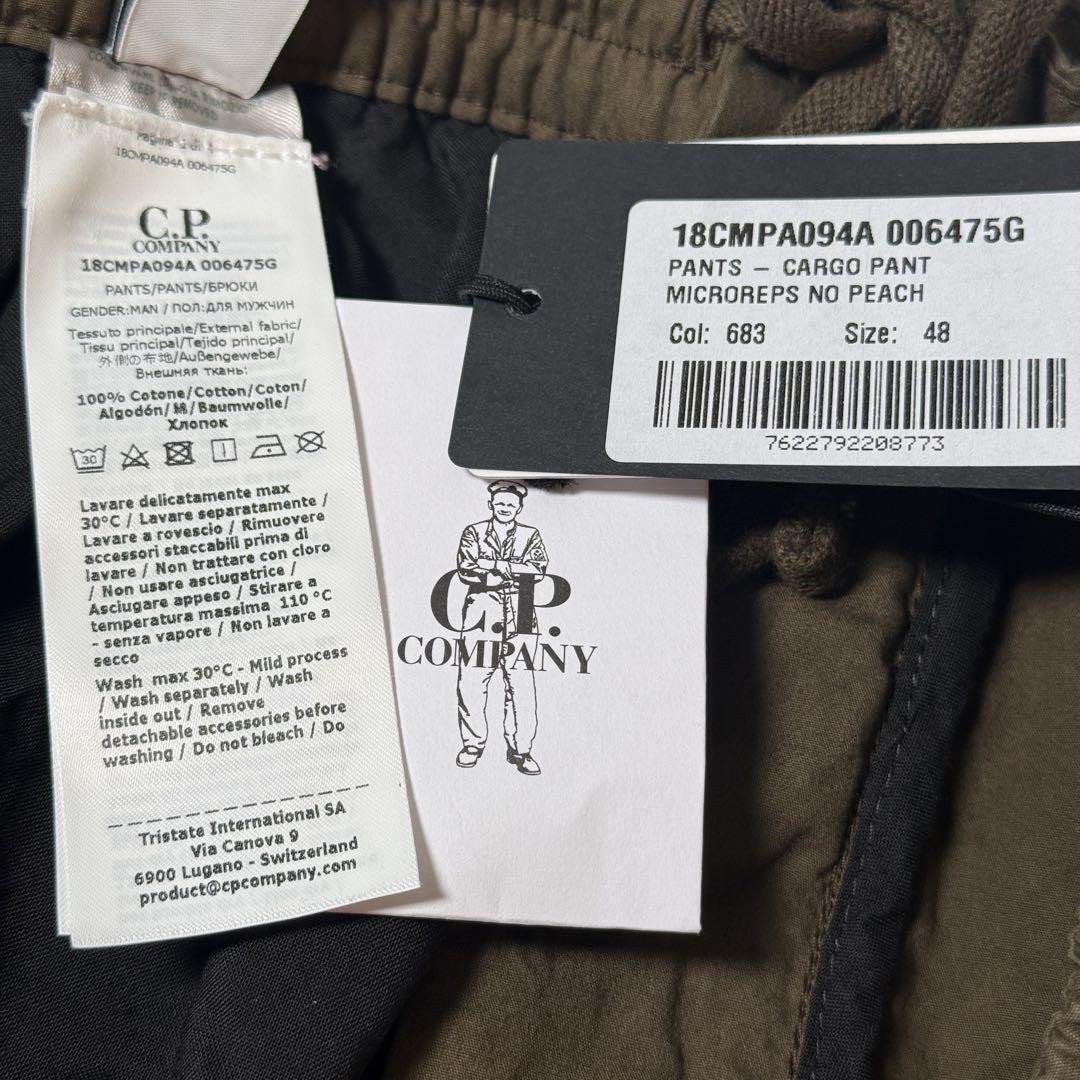 KEEP IT REMOVED
Pagina
18CMPA094A 006475G
C.P.
COMPANY
18CMPA094A 006475G
PANTS/PANTS/БРЮКИ
GENDER:MAN / ПОЛ:ДЛЯ МУЖЧИН
Tessuto principale/External fabric/
Tissu principal/Tejido principal/
外側の布地/Außengewebe/
Внешняя ткань:
100% Cotone/Cotton/Coton/
Algodón/綿/Baumwolle/
Хлопок
30
Lavare delicatamente max
30°C / Lavare separatamente /
Lavare a rovescio / Rimuovere
accessori staccabili prima di
lavare / Non trattare con cloro
/ Non usare asciugatrice /
Asciugare appeso / Stirare a
temperatura massima 110 °C
- senza vapore / Non lavare a
secco
Wash max 30°C - Mild process
/ Wash separately / Wash
inside out / Remove
detachable accessories before
washing / Do not bleach / Do
Tristate International SA
Via Canova 9
6900 Lugano - Switzerland
product@cpcompany.com
C.P.
COMPANY
18CMPA094A 006475G
PANTS – CARGO PANT
MICROREPS NO PEACH
Col: 683 Size: 48
7622792208773